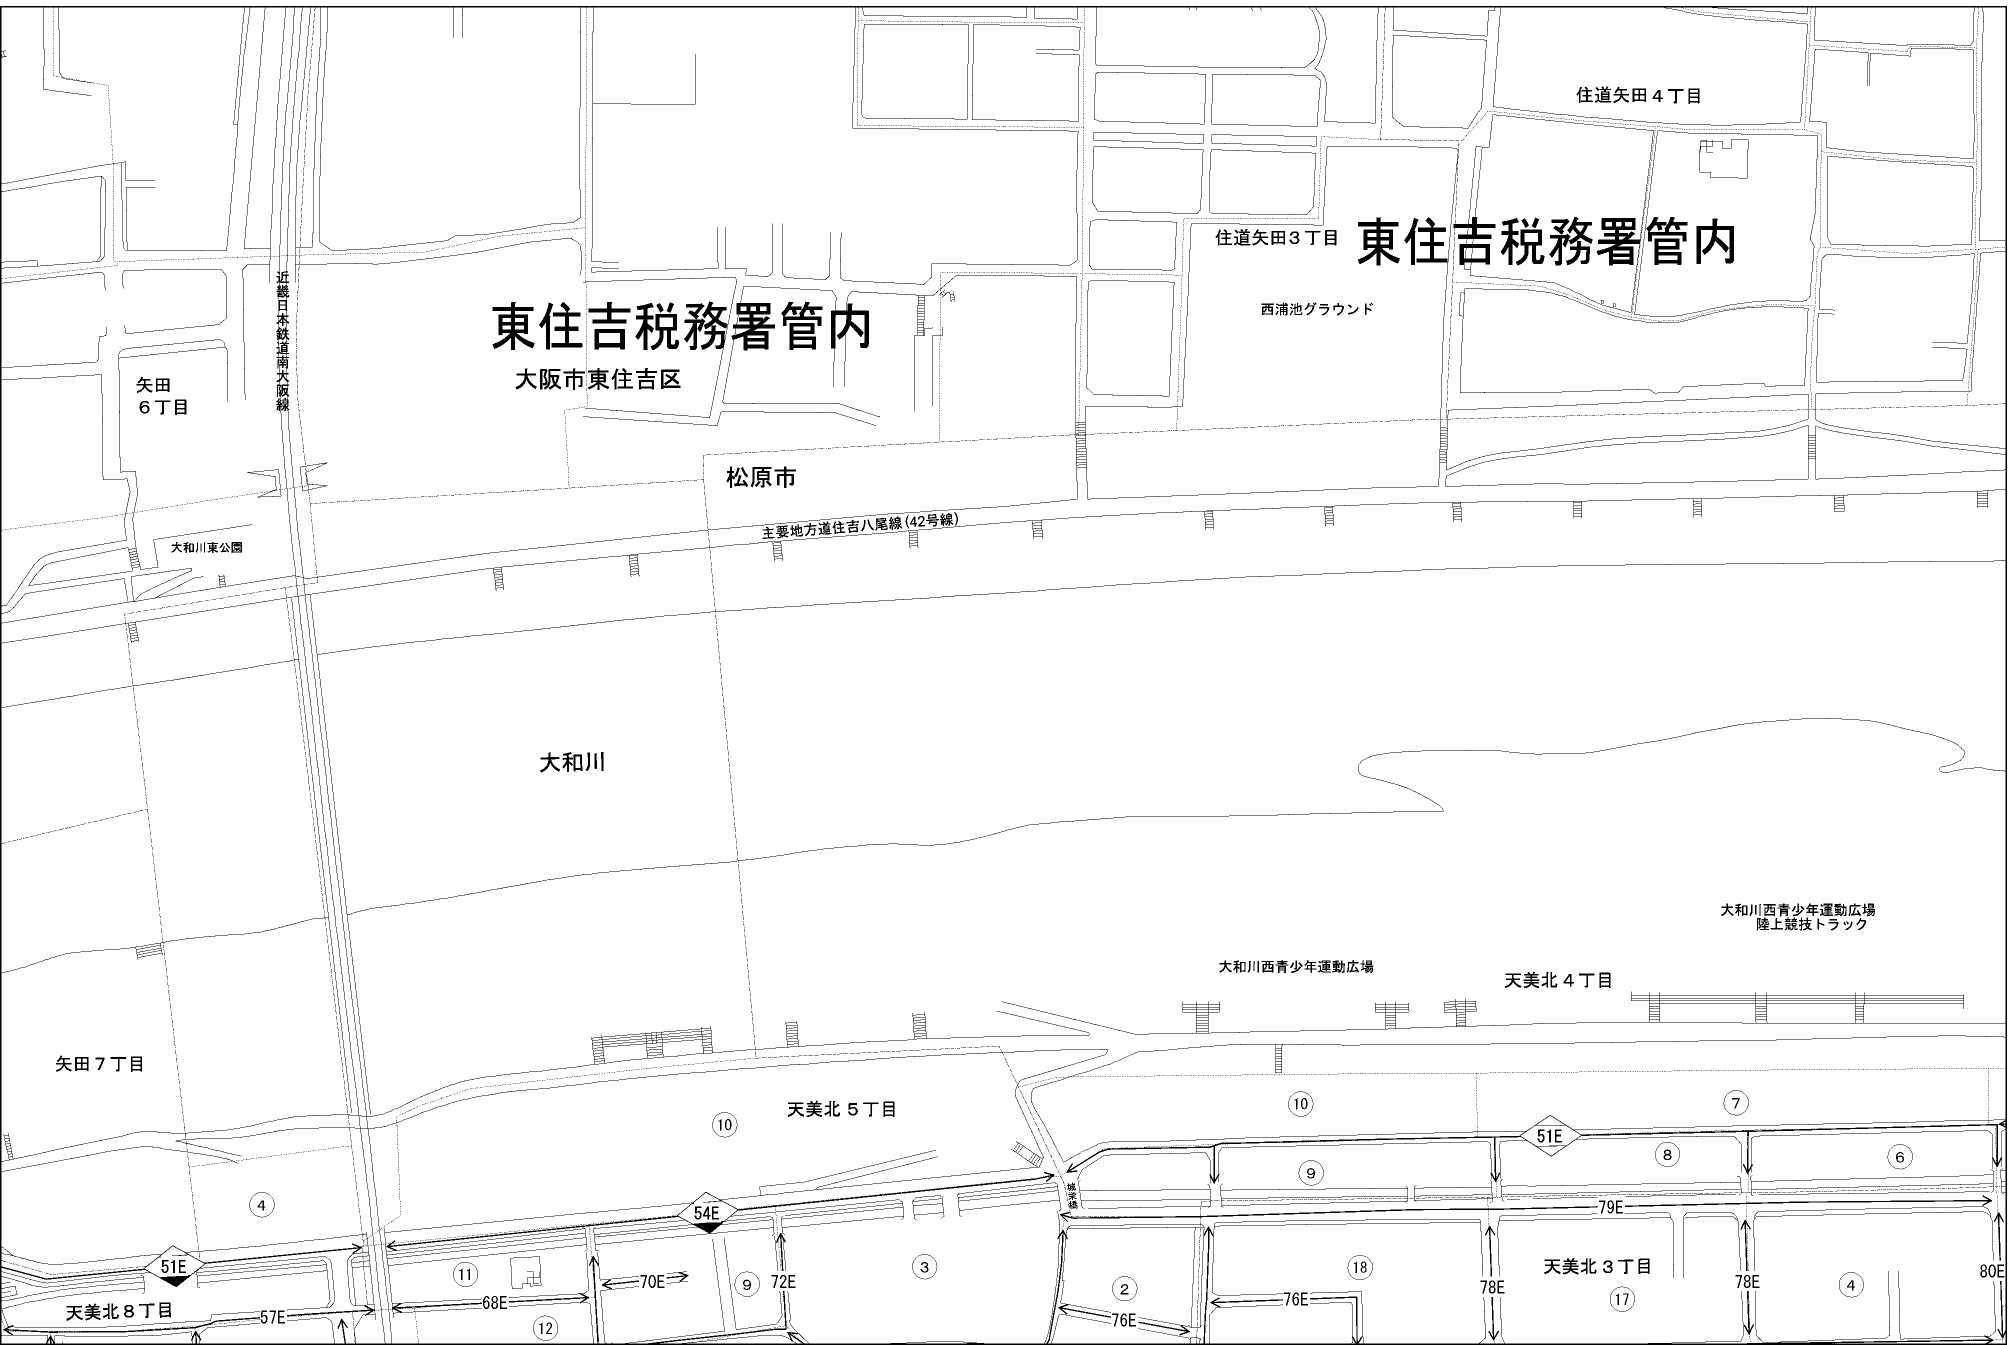 住道矢田４丁目
住道矢田３丁目
東住吉税務署管内
西浦池グラウンド
近畿日本鉄道南大阪線
東住吉税務署管内
大阪市東住吉区
矢田
６丁目
松原市
主要地方道住吉八尾線(42号線)
大和川東公園
大和川
大和川西青少年運動広場
陸上競技トラック
大和川西青少年運動広場
天美北４丁目
矢田７丁目
天美北５丁目
10
10
7
51E
8
6
9
4
城栄橋
54E
79E
51E
11
70E
9
72E
3
2
18
78E
天美北３丁目
17
78E
4
80E
天美北８丁目
57E
68E
12
76E
76E